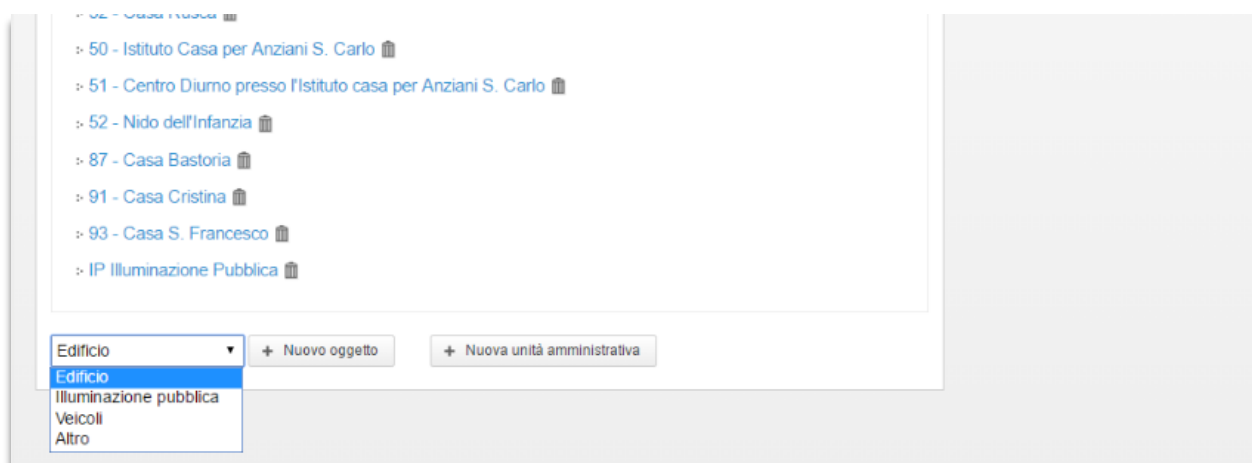 50 - Istituto Casa per Anziani S. Carlo
51 - Centro Diurno presso l'Istituto casa per Anziani S. Carlo
52 - Nido dell'Infanzia
87 - Casa Bastoria
91 - Casa Cristina
93 - Casa S. Francesco
IP Illuminazione Pubblica
Edificio + Nuovo oggetto + Nuova unità amministrativa
Edificio
Illuminazione pubblica
Veicoli
Altro